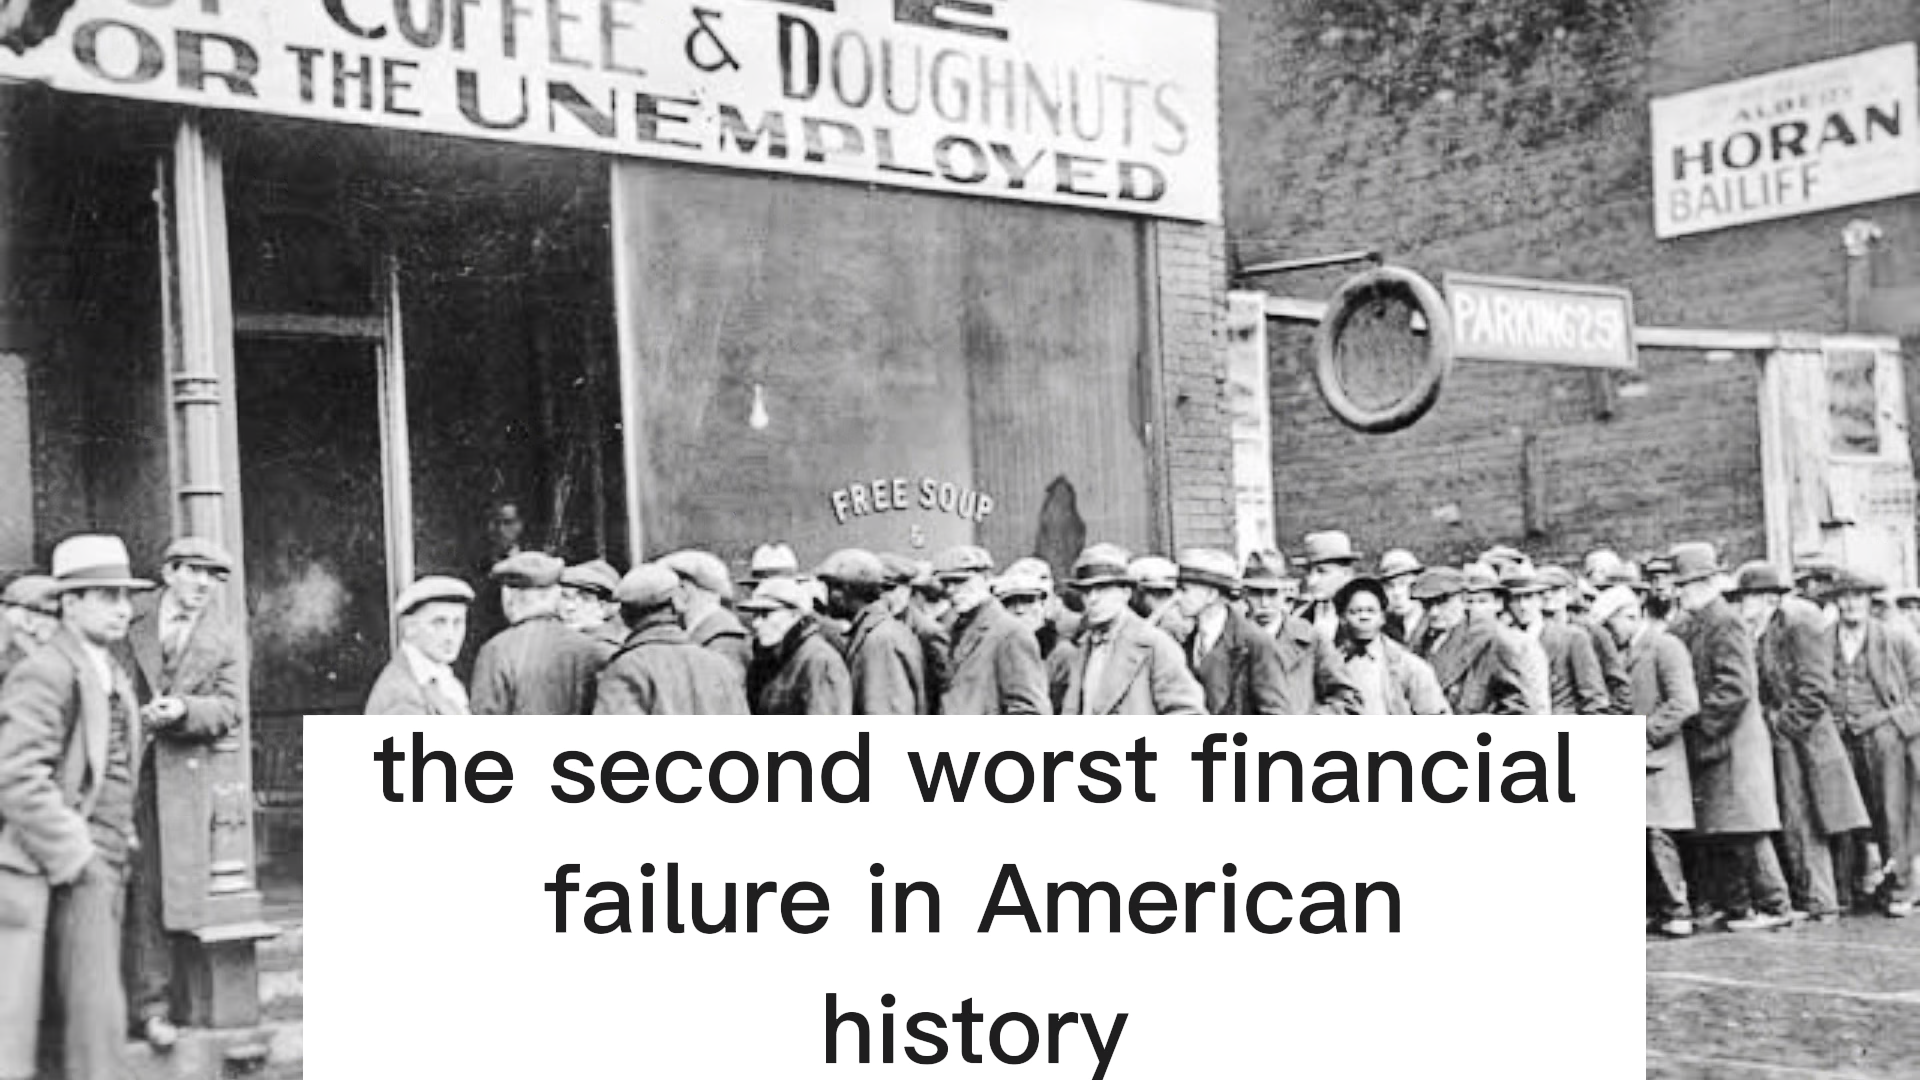 COFFEE & DOUGHNUTS
OR THE UNEMPLOYED
HORAN
BAILIFF
PARKING 25¢
FREE SOUP
&
the second worst financial
failure in American
history